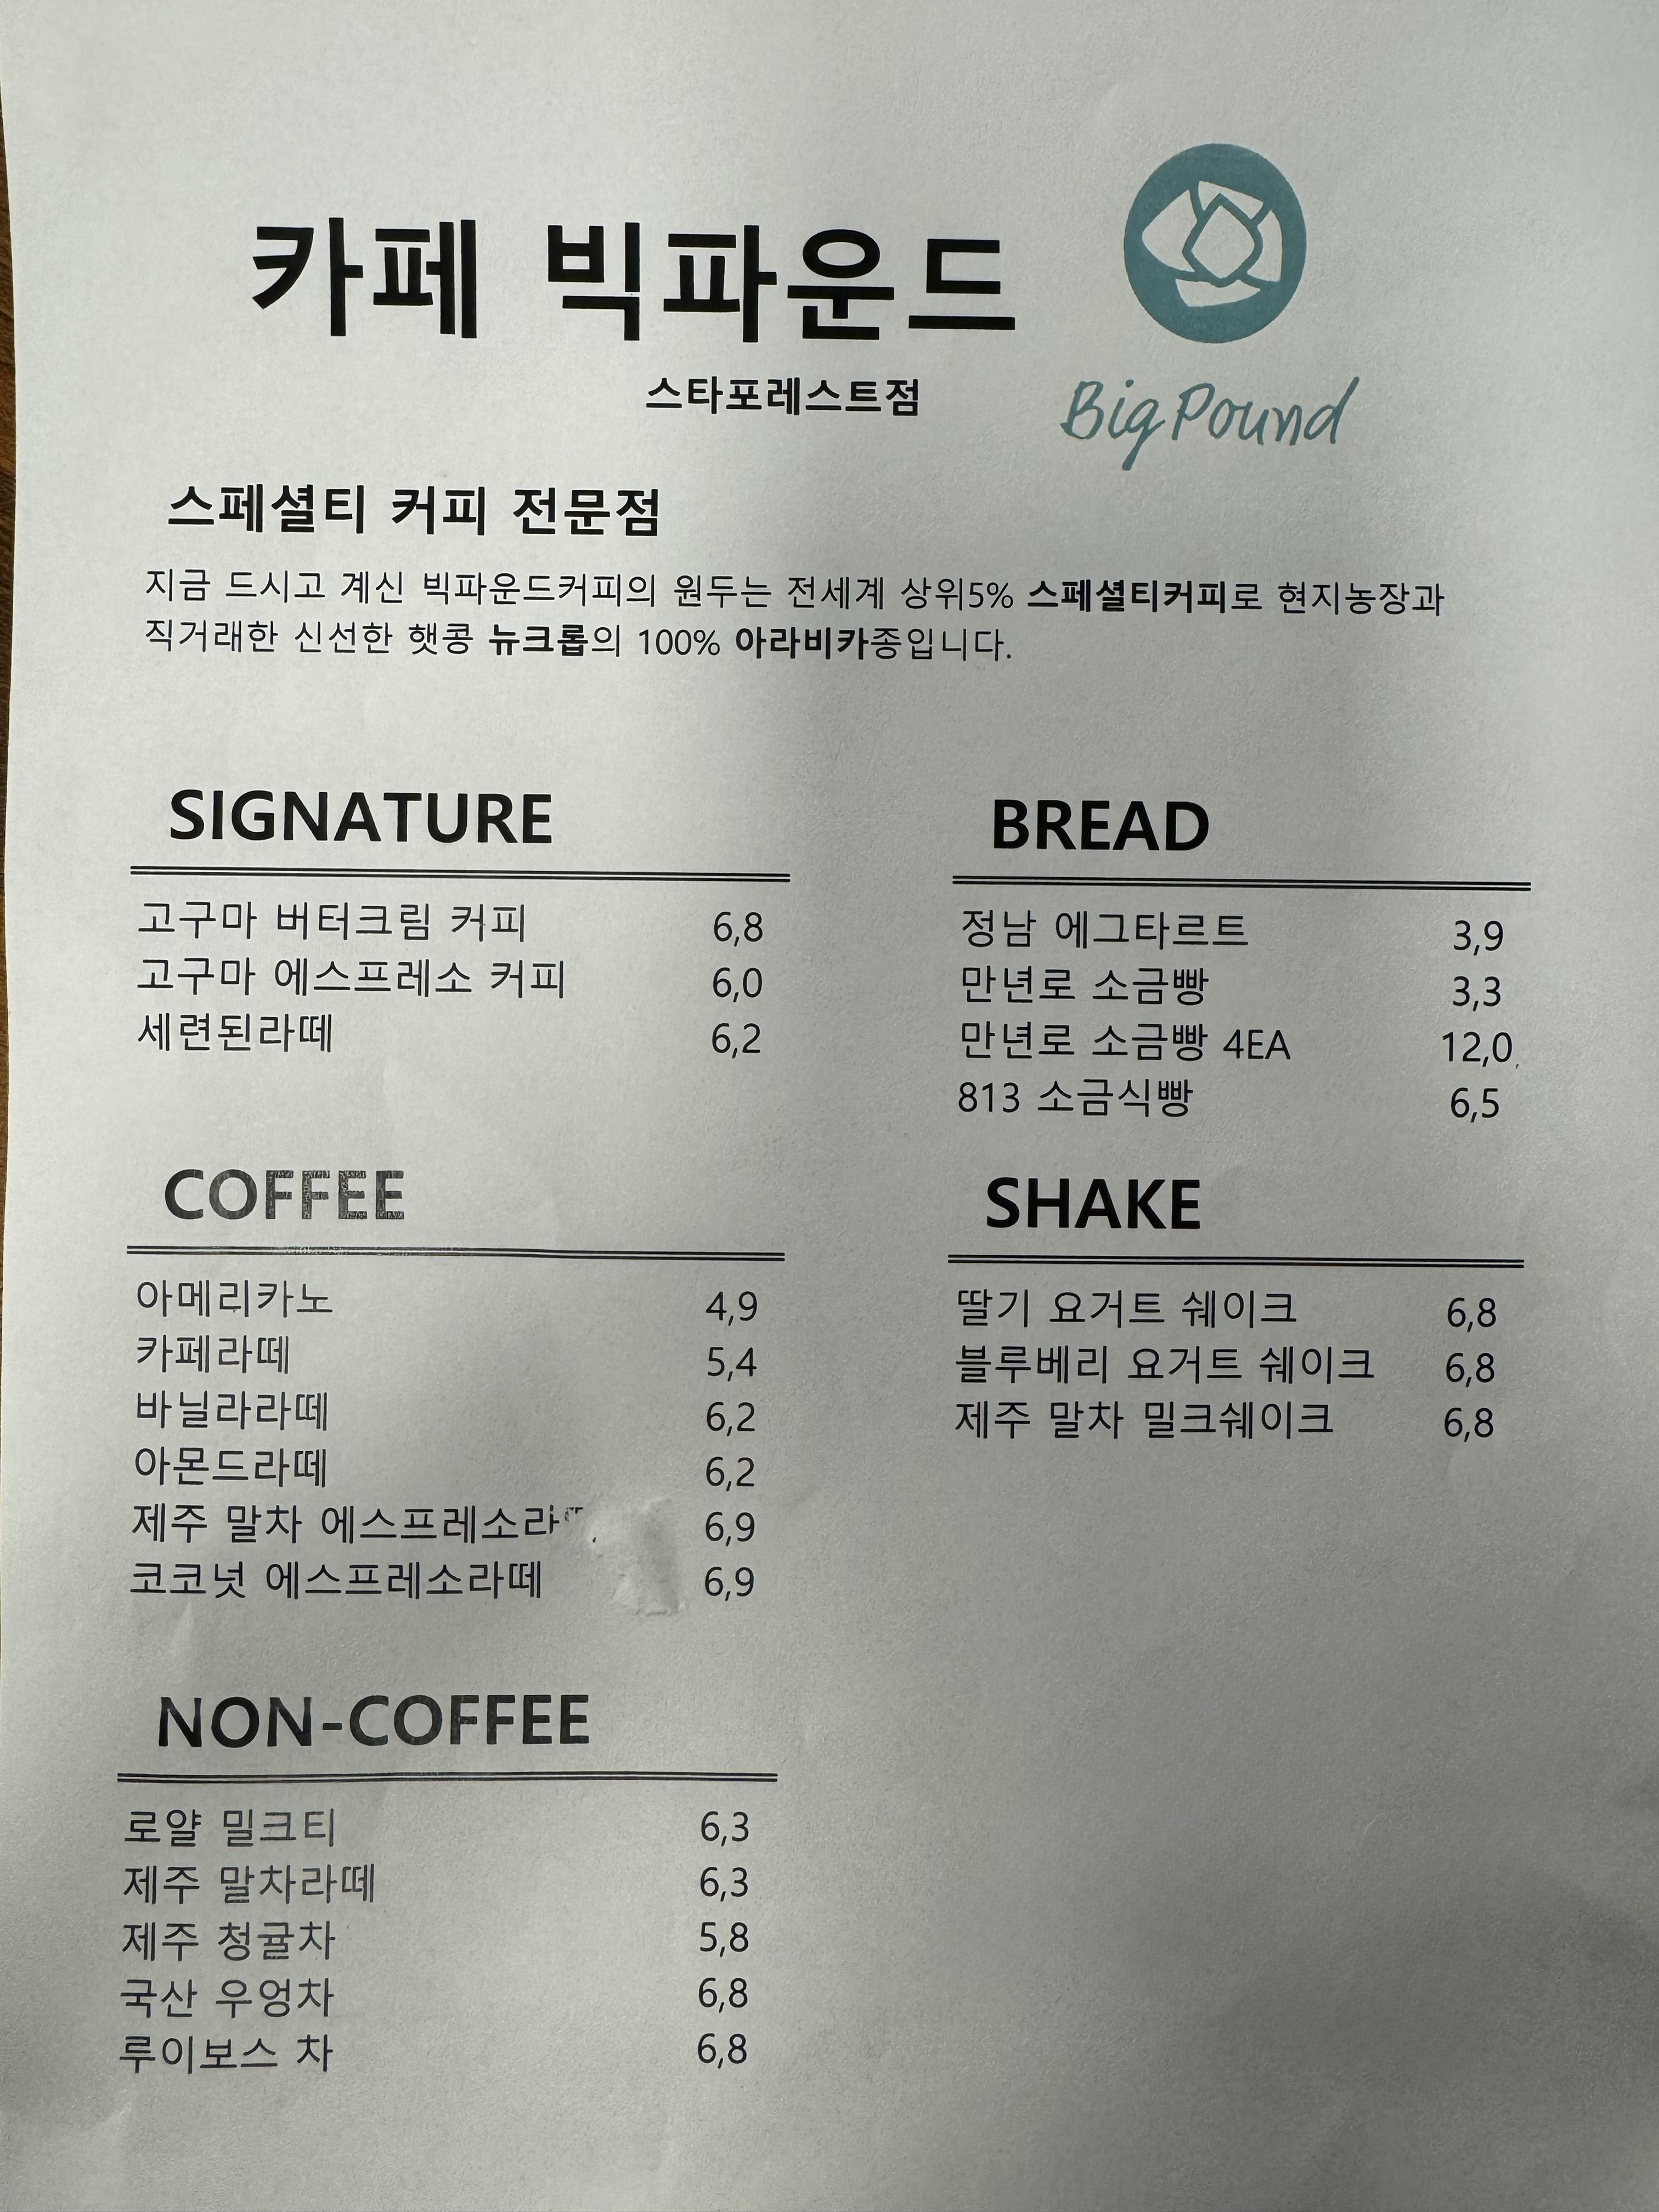 카페 빅파운드
스타포레스트점
Big Pound
스페셜티 커피 전문점
지금 드시고 계신 빅파운드커피의 원두는 전세계 상위5% 스페셜티커피로 현지농장과
직거래한 신선한 햇콩 뉴크롭의 100% 아라비카종입니다.
SIGNATURE
고구마 버터크림 커피 6,8
고구마 에스프레소 커피 6,0
세련된라떼 6,2
COFFEE
아메리카노 4,9
카페라떼 5,4
바닐라라떼 6,2
아몬드라떼 6,2
제주 말차 6,9
코코넛 에스프레소라떼 6,9
NON-COFFEE
로얄 밀크티 6,3
제주 말차라떼 6,3
제주 청귤차 5,8
국산 우엉차 6,8
루이보스 차 6,8
BREAD
정남 에그타르트 3,9
만년로 소금빵 3,3
만년로 소금빵 4EA 12,0
813 소금식빵 6,5
SHAKE
딸기 요거트 쉐이크 6,8
블루베리 요거트 쉐이크 6,8
제주 말차 밀크쉐이크 6,8